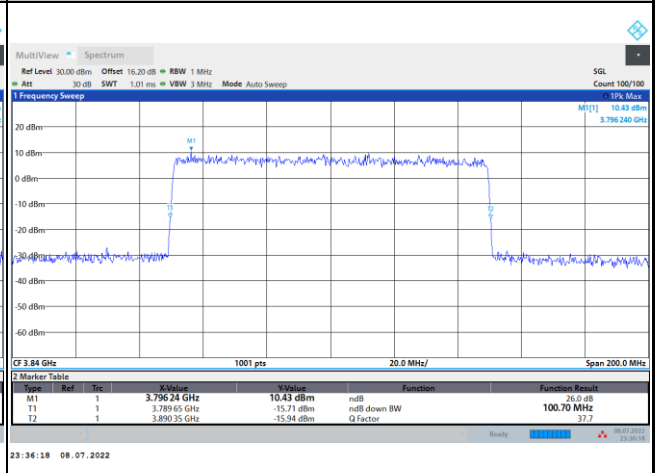 MultiView Spectrum
Ref Level 30.00 dBm Offset 16.20 dB RBW 1 MHz SGL
Att 30 dB SWT 1.01 ms VBW 3 MHz Mode Auto Sweep Count 100/100
1 Frequency Sweep 1Pk Max
M1[1] 10.43 dBm
3.796 240 GHz
20 dBm
M1
10 dBm
0 dBm
-10 dBm
T1 T2
-20 dBm
-30 dBm
-40 dBm
-50 dBm
-60 dBm
CF 3.84 GHz 1001 pts 20.0 MHz/ Span 200.0 MHz
2 Marker Table
Type Ref Trc X-Value Y-Value Function Function Result
M1 1 3.796 24 GHz 10.43 dBm ndB 26.0 dB
T1 1 3.789 65 GHz -15.71 dBm ndB down BW 100.70 MHz
T2 1 3.890 35 GHz -15.94 dBm Q Factor 37.7
Ready 08.07.2022
23:36:18
23:36:18 08.07.2022